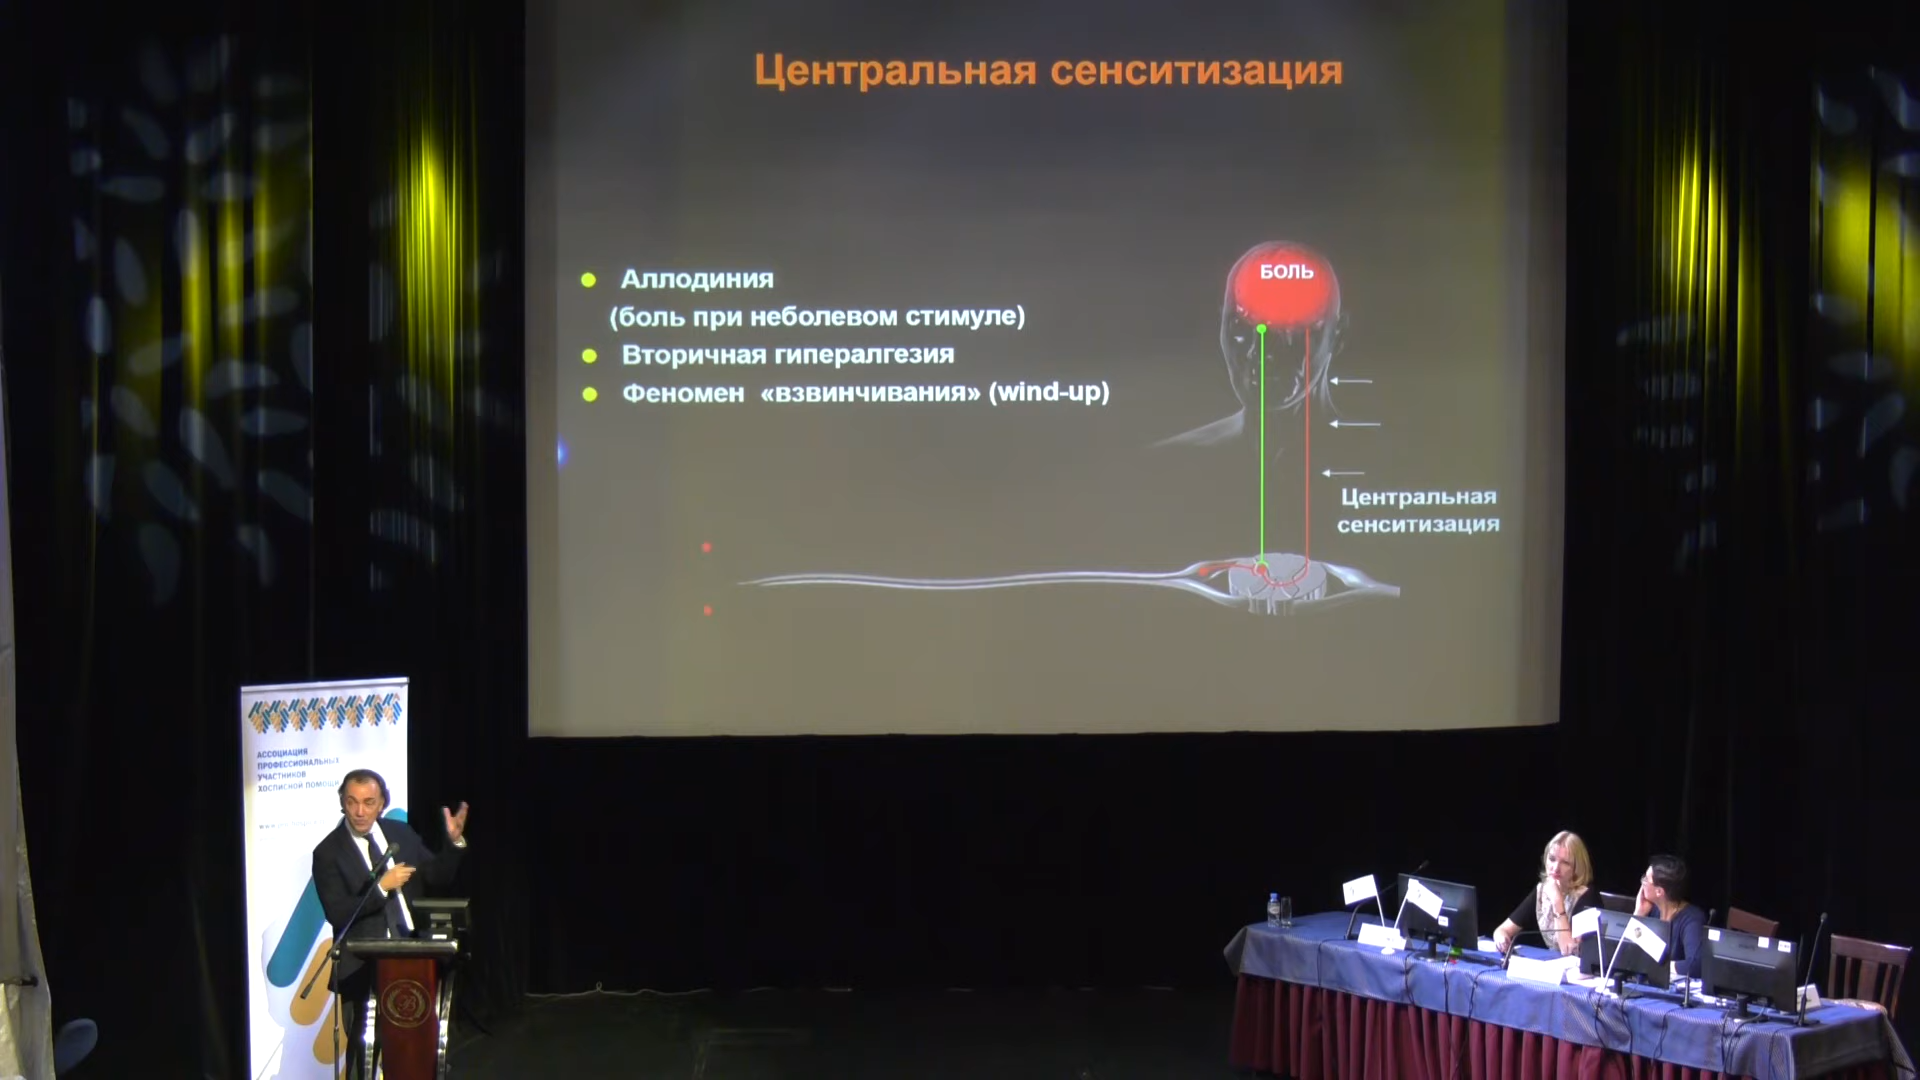 Центральная сенситизация
Аллодиния
(боль при неболевом стимуле)
Вторичная гипералгезия
Феномен «взвинчивания» (wind-up)
БОЛЬ
Центральная
сенситизация
АССОЦИАЦИЯ
ПРОФЕССИОНАЛЬНЫХ
УЧАСТНИКОВ
ХОСПИСНОЙ ПОМОЩИ